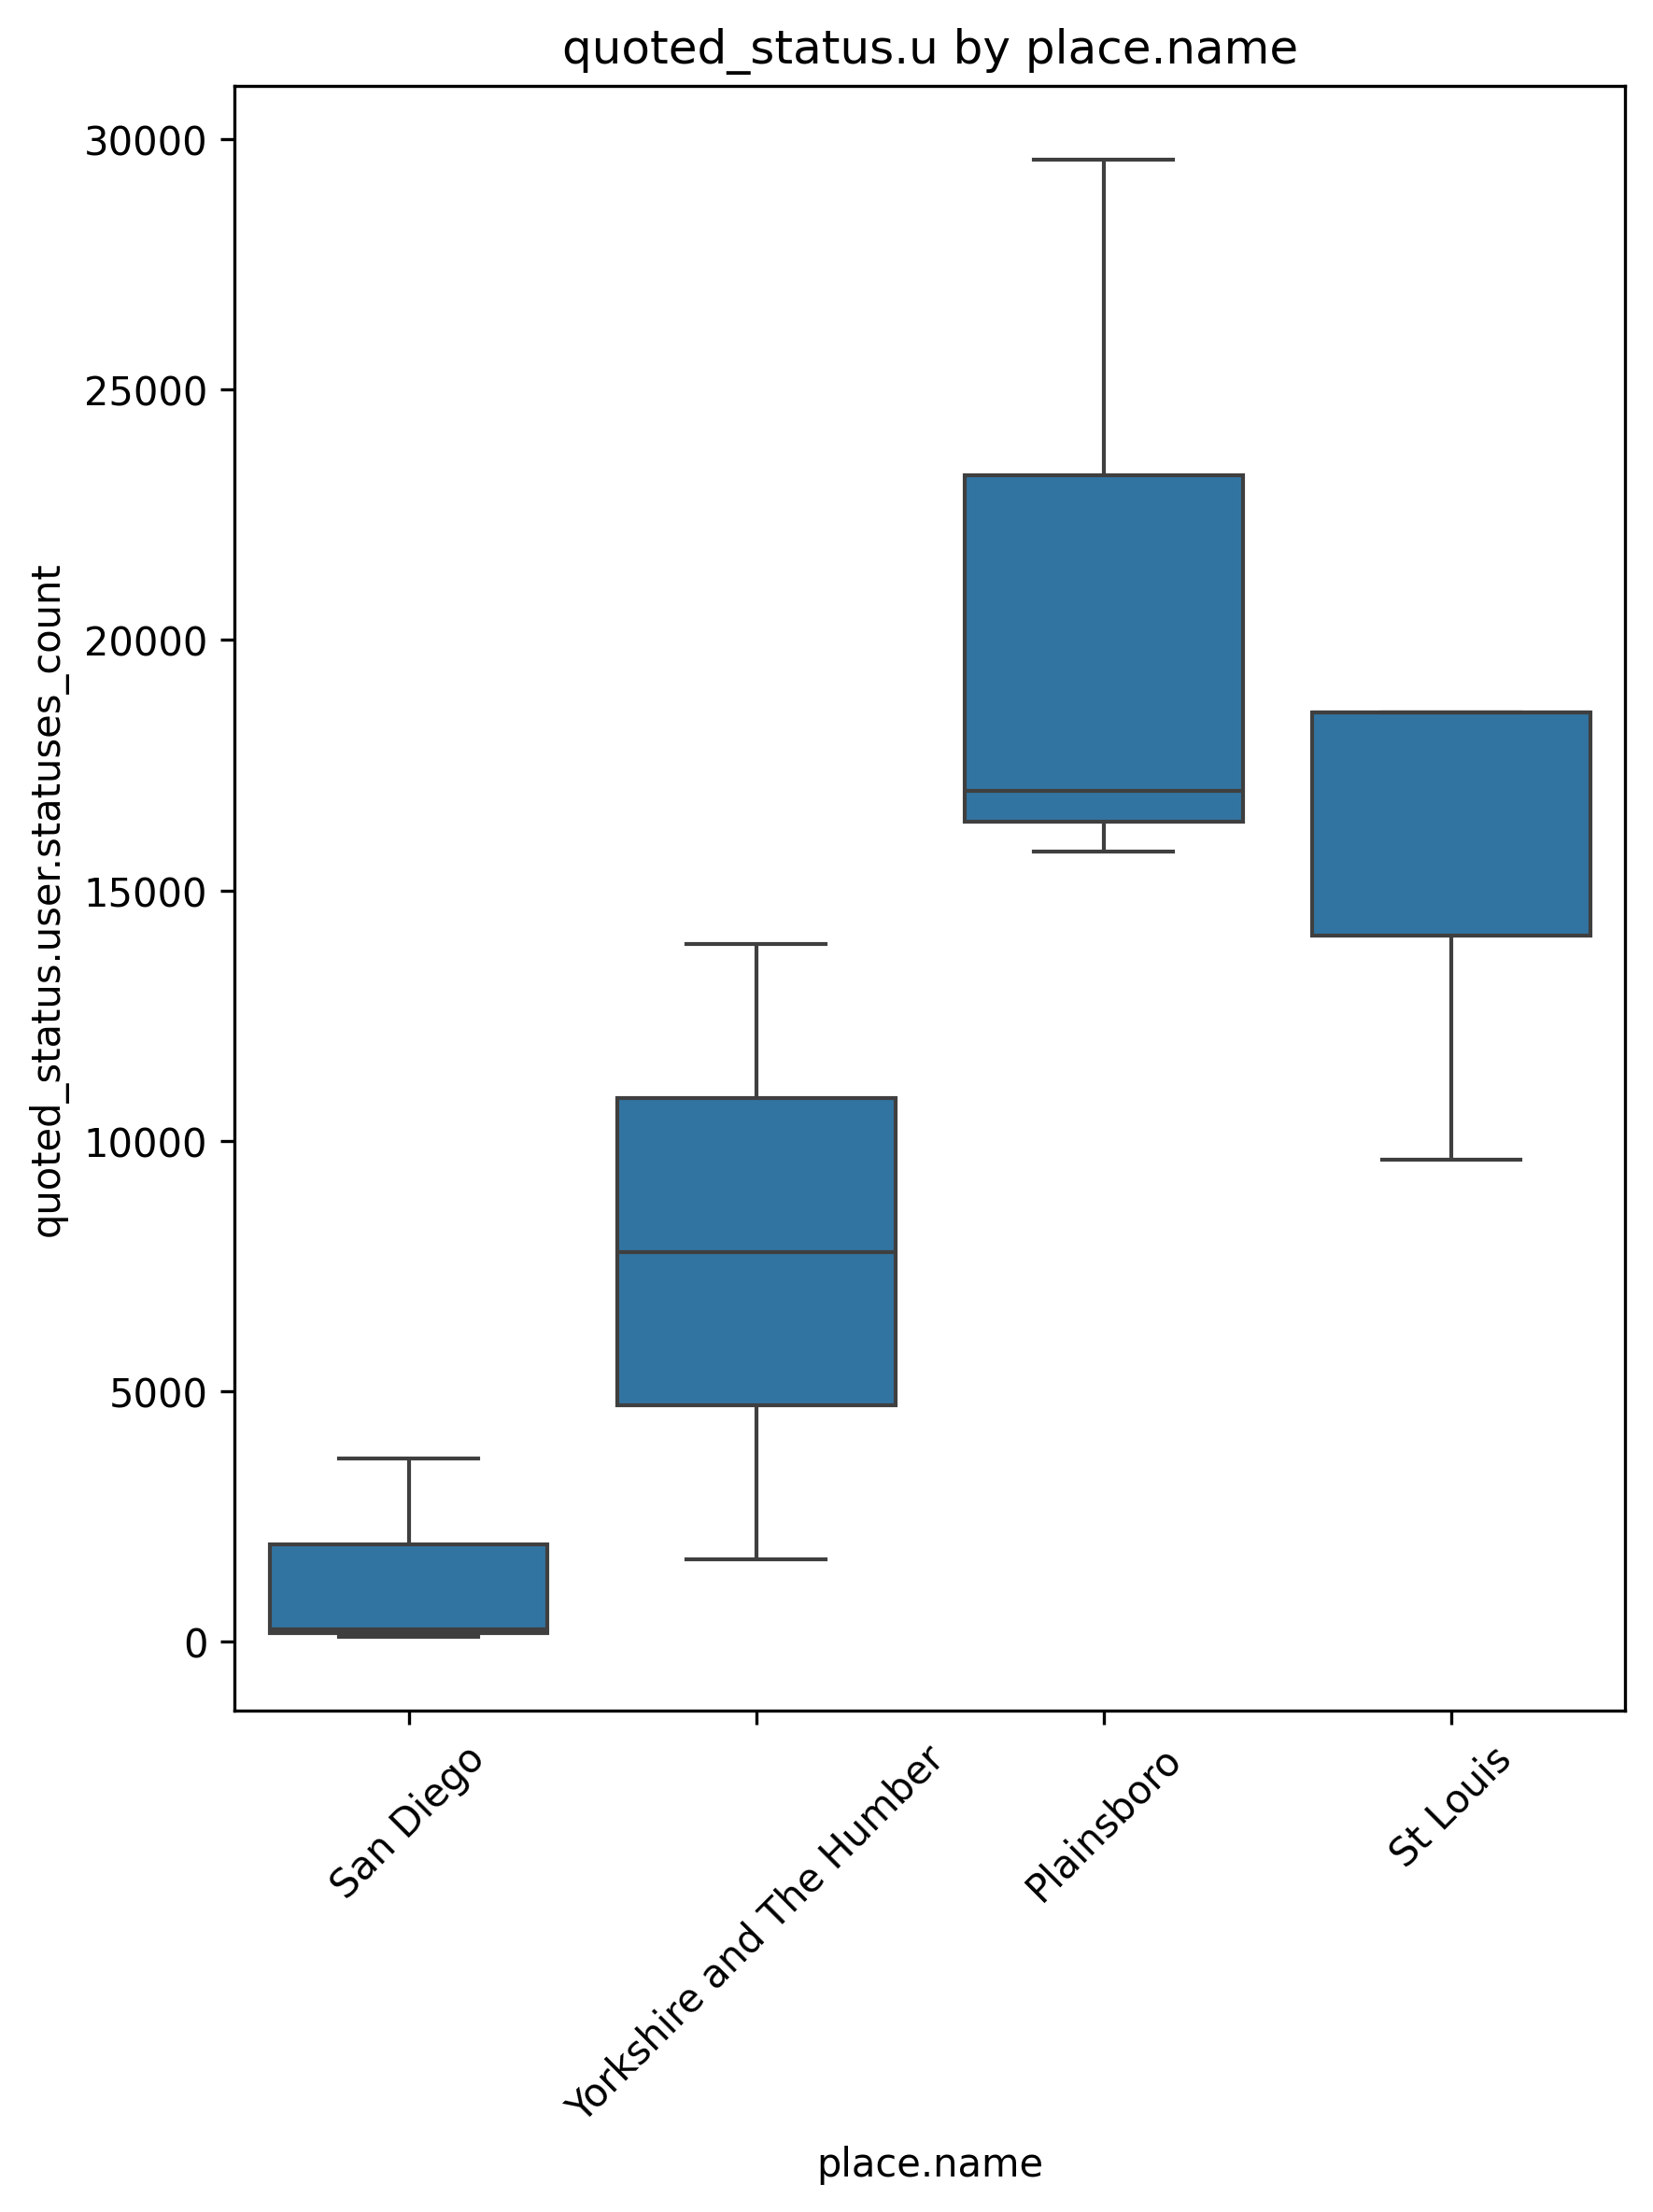 quoted_status.u by place.name
quoted_status.user.statuses_count
30000
25000
20000
15000
10000
5000
0
San Diego
Yorkshire and The Humber
Plainsboro
St Louis
place.name